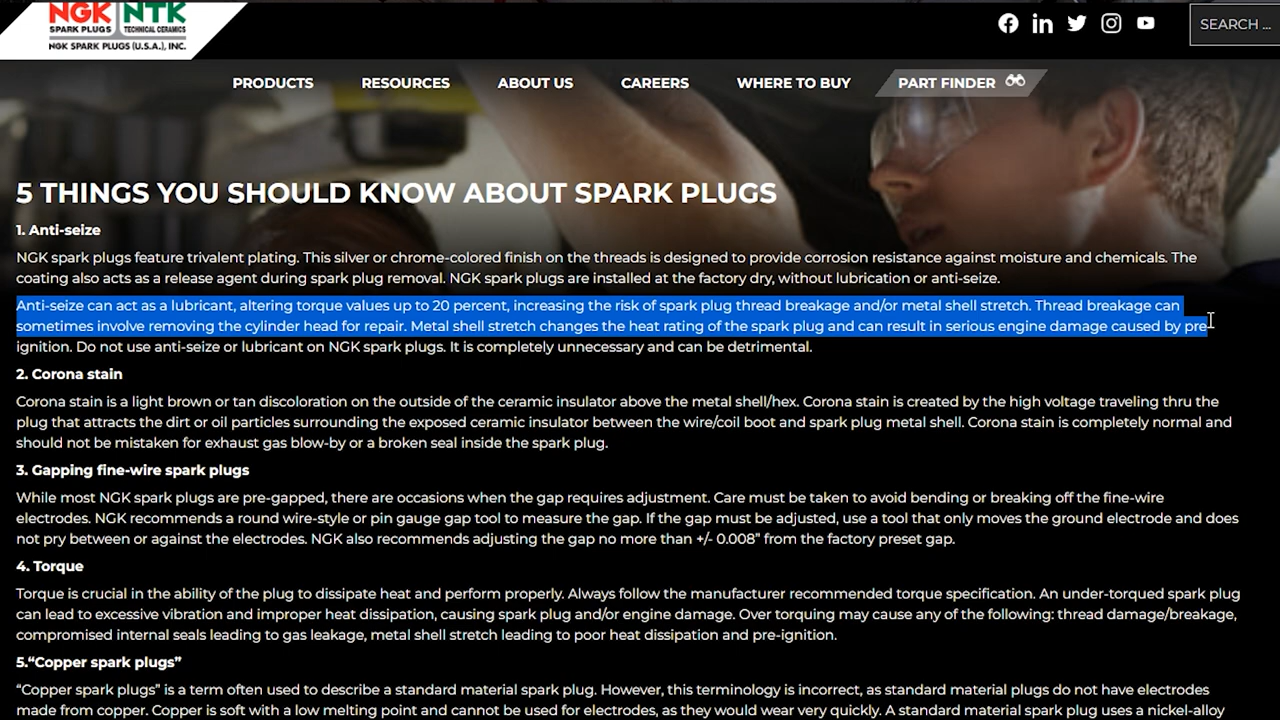 NGK NTK
SPARK PLUGS TECHNICAL CERAMICS
NGK SPARK PLUGS (U.S.A.), INC.
SEARCH ...
PRODUCTS RESOURCES ABOUT US CAREERS WHERE TO BUY PART FINDER
5 THINGS YOU SHOULD KNOW ABOUT SPARK PLUGS
1. Anti-seize
NGK spark plugs feature trivalent plating. This silver or chrome-colored finish on the threads is designed to provide corrosion resistance against moisture and chemicals. The
coating also acts as a release agent during spark plug removal. NGK spark plugs are installed at the factory dry, without lubrication or anti-seize.
Anti-seize can act as a lubricant, altering torque values up to 20 percent, increasing the risk of spark plug thread breakage and/or metal shell stretch. Thread breakage can
sometimes involve removing the cylinder head for repair. Metal shell stretch changes the heat rating of the spark plug and can result in serious engine damage caused by pre
ignition. Do not use anti-seize or lubricant on NGK spark plugs. It is completely unnecessary and can be detrimental.
2. Corona stain
Corona stain is a light brown or tan discoloration on the outside of the ceramic insulator above the metal shell/hex. Corona stain is created by the high voltage traveling thru the
plug that attracts the dirt or oil particles surrounding the exposed ceramic insulator between the wire/coil boot and spark plug metal shell. Corona stain is completely normal and
should not be mistaken for exhaust gas blow-by or a broken seal inside the spark plug.
3. Gapping fine-wire spark plugs
While most NGK spark plugs are pre-gapped, there are occasions when the gap requires adjustment. Care must be taken to avoid bending or breaking off the fine-wire
electrodes. NGK recommends a round wire-style or pin gauge gap tool to measure the gap. If the gap must be adjusted, use a tool that only moves the ground electrode and does
not pry between or against the electrodes. NGK also recommends adjusting the gap no more than +/- 0.008” from the factory preset gap.
4. Torque
Torque is crucial in the ability of the plug to dissipate heat and perform properly. Always follow the manufacturer recommended torque specification. An under-torqued spark plug
can lead to excessive vibration and improper heat dissipation, causing spark plug and/or engine damage. Over torquing may cause any of the following: thread damage/breakage,
compromised internal seals leading to gas leakage, metal shell stretch leading to poor heat dissipation and pre-ignition.
5.“Copper spark plugs”
“Copper spark plugs” is a term often used to describe a standard material spark plug. However, this terminology is incorrect, as standard material plugs do not have electrodes
made from copper. Copper is soft with a low melting point and cannot be used for electrodes, as they would wear very quickly. A standard material spark plug uses a nickel-alloy